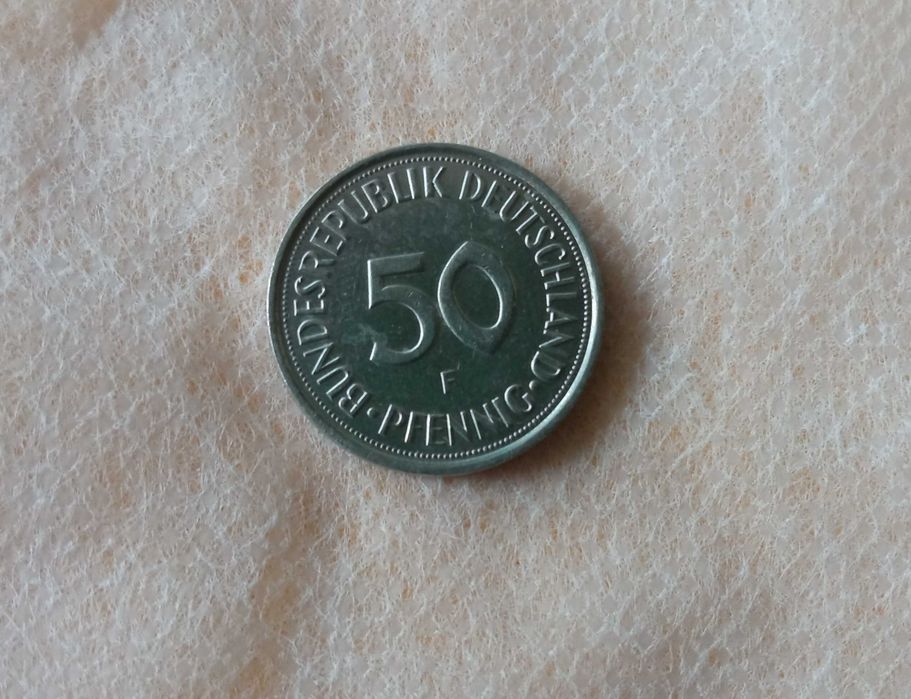 BUNDESREPUBLIK DEUTSCHLAND
50
F
· PFENNIG ·